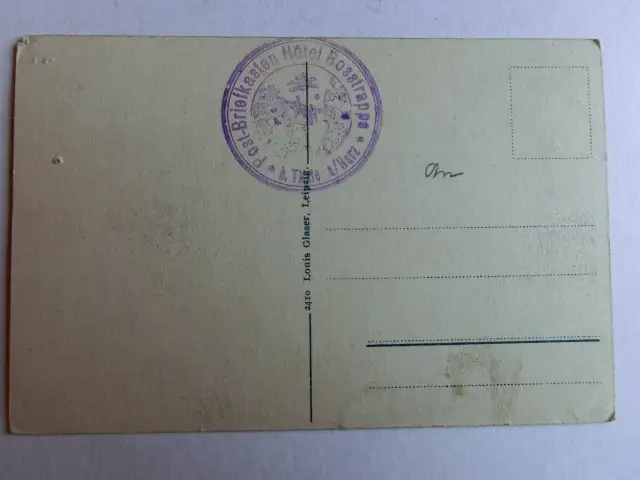 * Post-Briefkasten Hôtel Rosstrappe *
b. Thale a/Harz
An
2410 Louis Glaser, Leipzig.